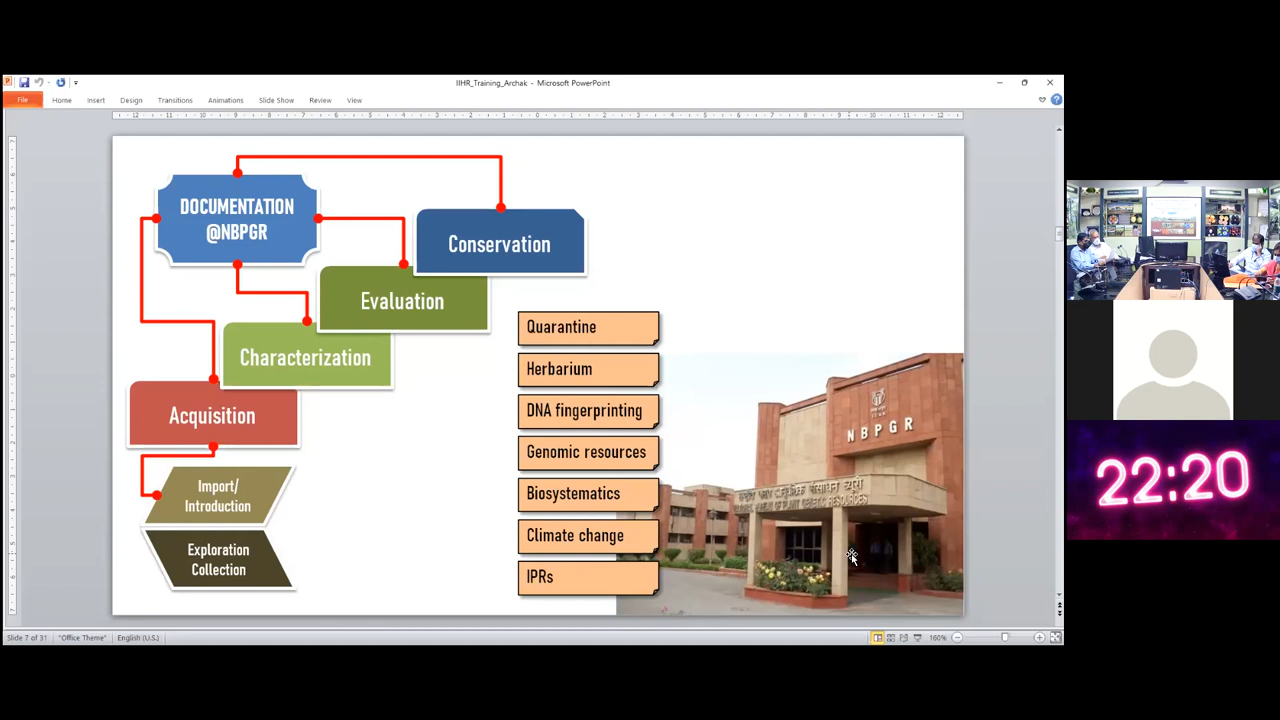 IIHR_Training_Archak - Microsoft PowerPoint
File Home Insert Design Transitions Animations Slide Show Review View
DOCUMENTATION
@NBPGR
Conservation
Evaluation
Characterization
Acquisition
Import/
Introduction
Exploration
Collection
Quarantine
Herbarium
DNA fingerprinting
Genomic resources
Biosystematics
Climate change
IPRs
NBPGR
22:20
Slide 7 of 31 "Office Theme" English (U.S.) 160%